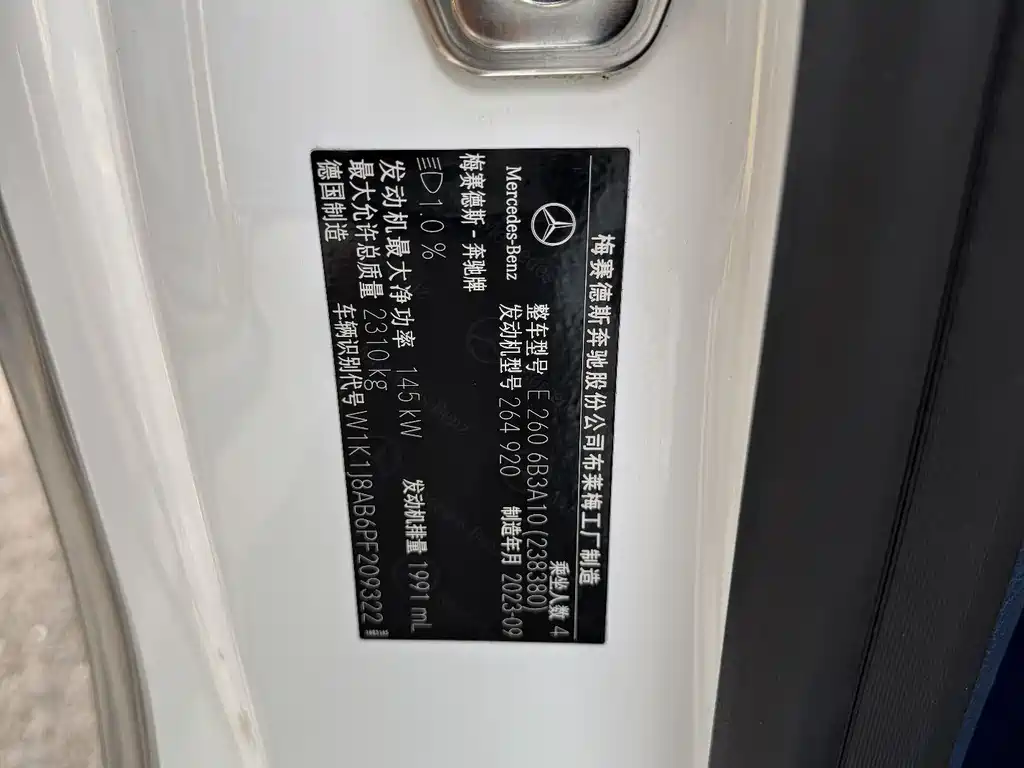 梅赛德斯奔驰股份公司布莱梅工厂制造
乘坐人数 4
整车型号 E 260 6B3A10 (238380)
Mercedes-Benz
发动机型号 264 920 制造年月 2023-09
梅赛德斯-奔驰牌
1.0 %
发动机最大净功率 145 kW 发动机排量 1991 mL
最大允许总质量 2310 kg
德国制造 车辆识别代号 W1K1J8AB6PF209322